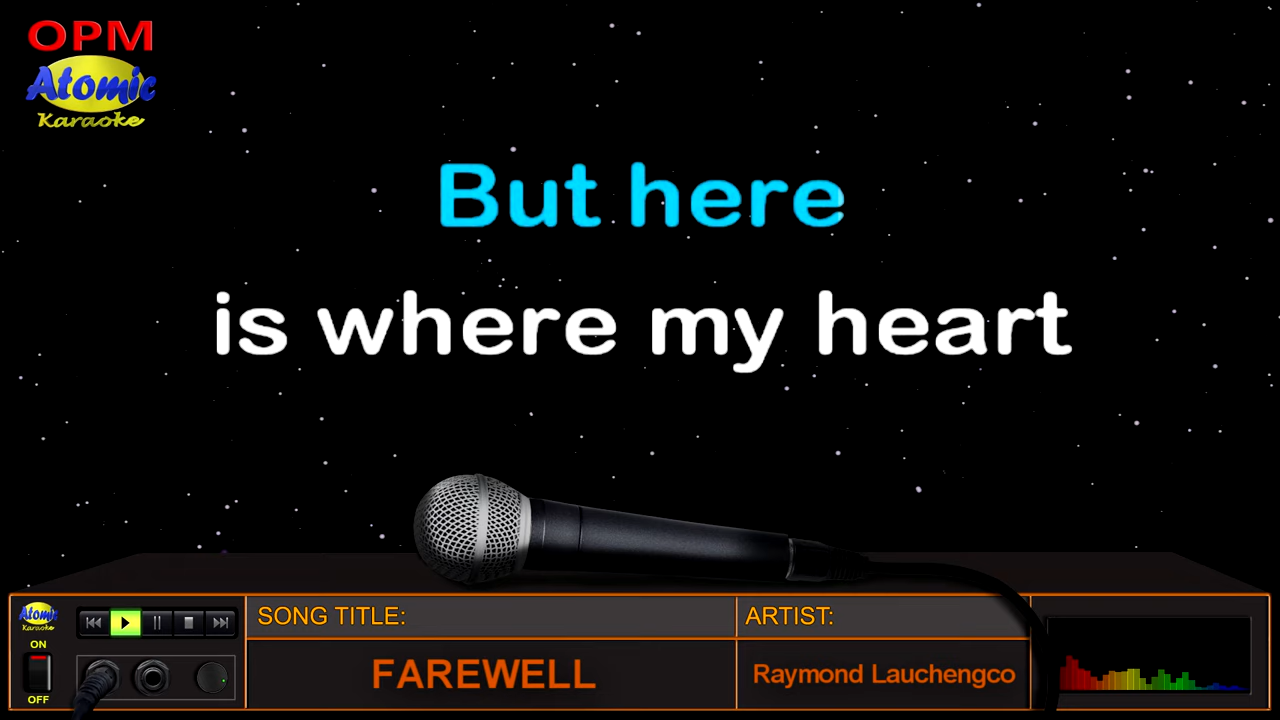 OPM
Atomic
Karaoke
But here
is where my heart
Atomic
Karaoke
ON
OFF
SONG TITLE:
ARTIST:
FAREWELL
Raymond Lauchengco